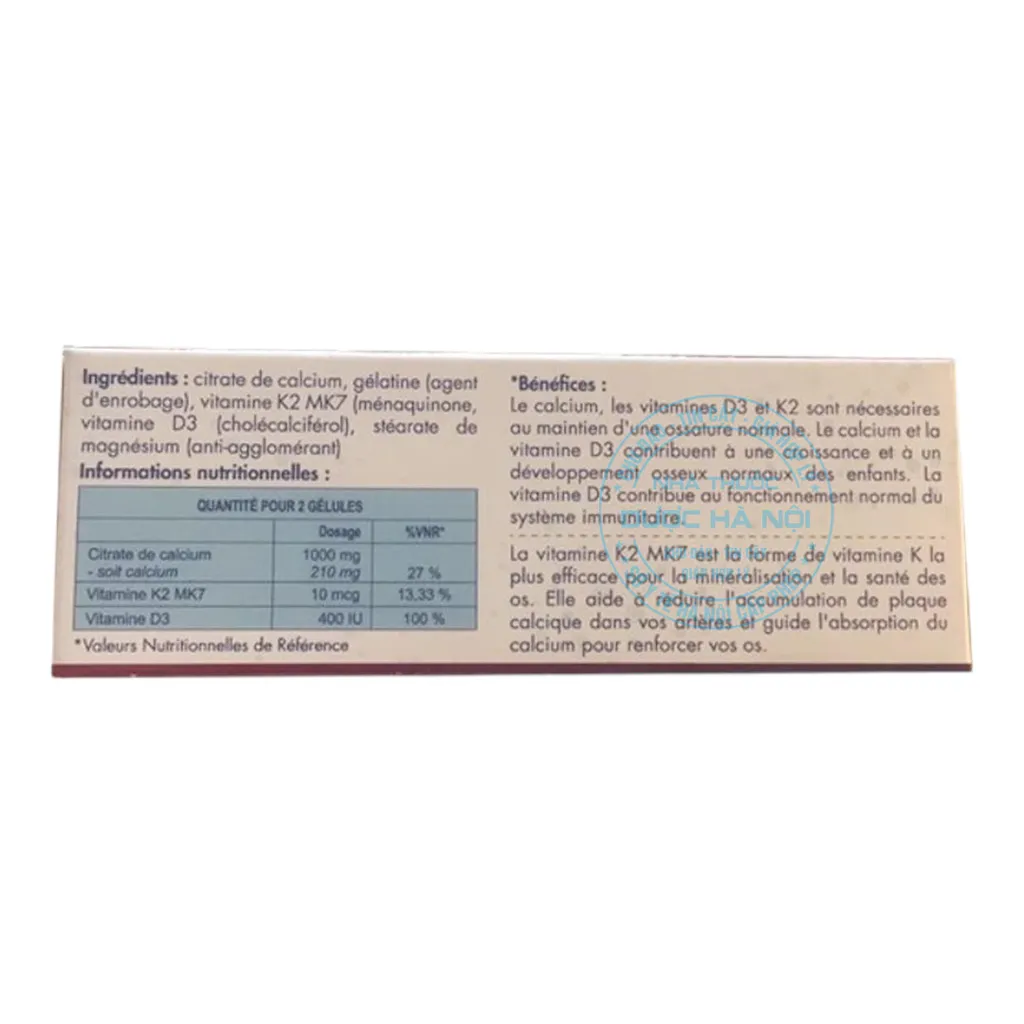 Ingrédients : citrate de calcium, gélatine (agent
d'enrobage), vitamine K2 MK7 (ménaquinone,
vitamine D3 (cholécalciférol), stéarate de
magnésium (anti-agglomérant)
Informations nutritionnelles :
QUANTITÉ POUR 2 GÉLULES
Dosage %VNR*
Citrate de calcium 1000 mg
- soit calcium 210 mg 27 %
Vitamine K2 MK7 10 mcg 13,33 %
Vitamine D3 400 IU 100 %
*Valeurs Nutritionnelles de Référence
*Bénéfices :
Le calcium, les vitamines D3 et K2 sont nécessaires
au maintien d'une ossature normale. Le calcium et la
vitamine D3 contribuent à une croissance et à un
développement osseux normaux des enfants. La
vitamine D3 contribue au fonctionnement normal du
système immunitaire.
La vitamine K2 MK7 est la forme de vitamine K la
plus efficace pour la minéralisation et la santé des
os. Elle aide à réduire l'accumulation de plaque
calcique dans vos artères et guide l'absorption du
calcium pour renforcer vos os.
NHÀ THUỐC
DƯỢC HÀ NỘI